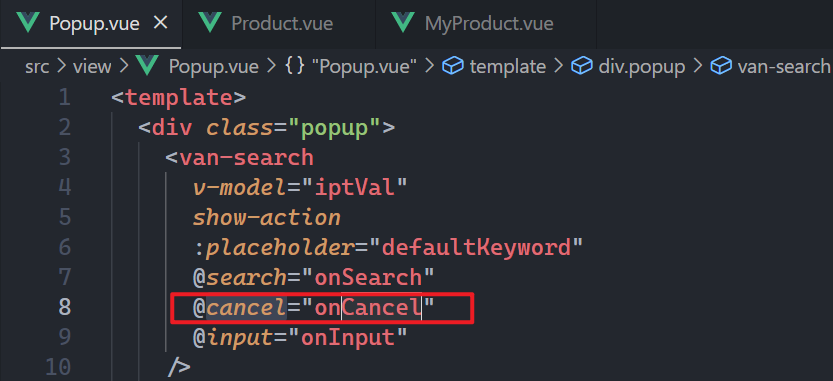 Popup.vue × Product.vue MyProduct.vue
src > view > Popup.vue > {} "Popup.vue" > template > div.popup > van-search
1 <template>
2 <div class="popup">
3 <van-search
4 v-model="iptVal"
5 show-action
6 :placeholder="defaultKeyword"
7 @search="onSearch"
8 @cancel="onCancel"
9 @input="onInput"
10 />